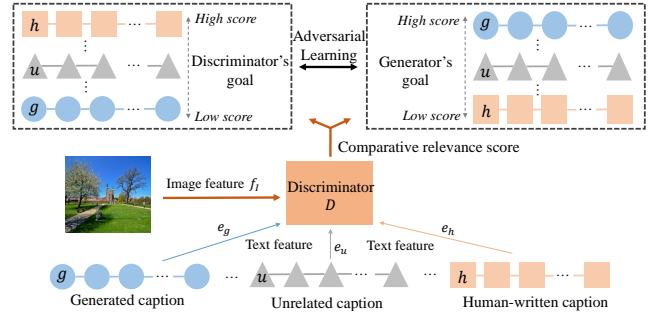 h ... High score
Discriminator's goal
u ...
g ... Low score
Adversarial Learning
High score g ...
Generator's goal
u ...
Low score h ...
Comparative relevance score
Image feature f_I
Discriminator
D
e_g
Text feature
e_u
Text feature
e_h
g ... ... u ... ... h ...
Generated caption
Unrelated caption
Human-written caption